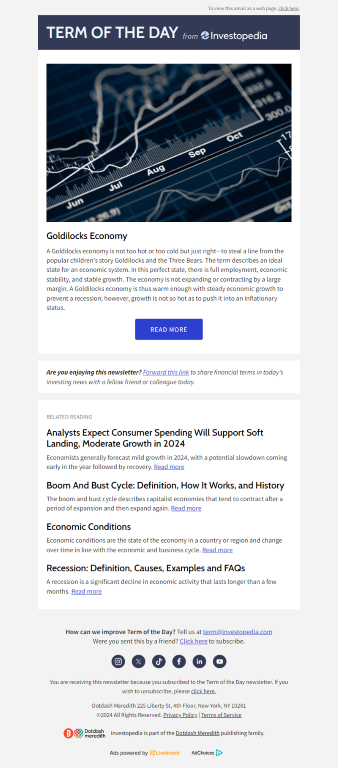 To view this email as a web page, click here.
TERM OF THE DAY from Investopedia
300.0
316.2
Oct
Sep
Aug
Jul
Jun
Goldilocks Economy
A Goldilocks economy is not too hot or too cold but just right—to steal a line from the
popular children's story Goldilocks and the Three Bears. The term describes an ideal
state for an economic system. In this perfect state, there is full employment, economic
stability, and stable growth. The economy is not expanding or contracting by a large
margin. A Goldilocks economy is thus warm enough with steady economic growth to
prevent a recession; however, growth is not so hot as to push it into an inflationary
status.
READ MORE
Are you enjoying this newsletter? Forward this link to share financial terms in today's
investing news with a fellow friend or colleague today.
RELATED READING
Analysts Expect Consumer Spending Will Support Soft
Landing, Moderate Growth in 2024
Economists generally forecast mild growth in 2024, with a potential slowdown coming
early in the year followed by recovery. Read more
Boom And Bust Cycle: Definition, How It Works, and History
The boom and bust cycle describes capitalist economies that tend to contract after a
period of expansion and then expand again. Read more
Economic Conditions
Economic conditions are the state of the economy in a country or region and change
over time in line with the economic and business cycle. Read more
Recession: Definition, Causes, Examples and FAQs
A recession is a significant decline in economic activity that lasts longer than a few
months. Read more
How can we improve Term of the Day? Tell us at term@investopedia.com
Were you sent this by a friend? Click here to subscribe.
You are receiving this newsletter because you subscribed to the Term of the Day newsletter. If you
wish to unsubscribe, please click here.
Dotdash Meredith 225 Liberty St, 4th Floor, New York, NY 10281
©2024 All Rights Reserved. Privacy Policy | Terms of Service
Dotdash
meredith
Investopedia is part of the Dotdash Meredith publishing family.
Ads powered by LiveIntent AdChoices